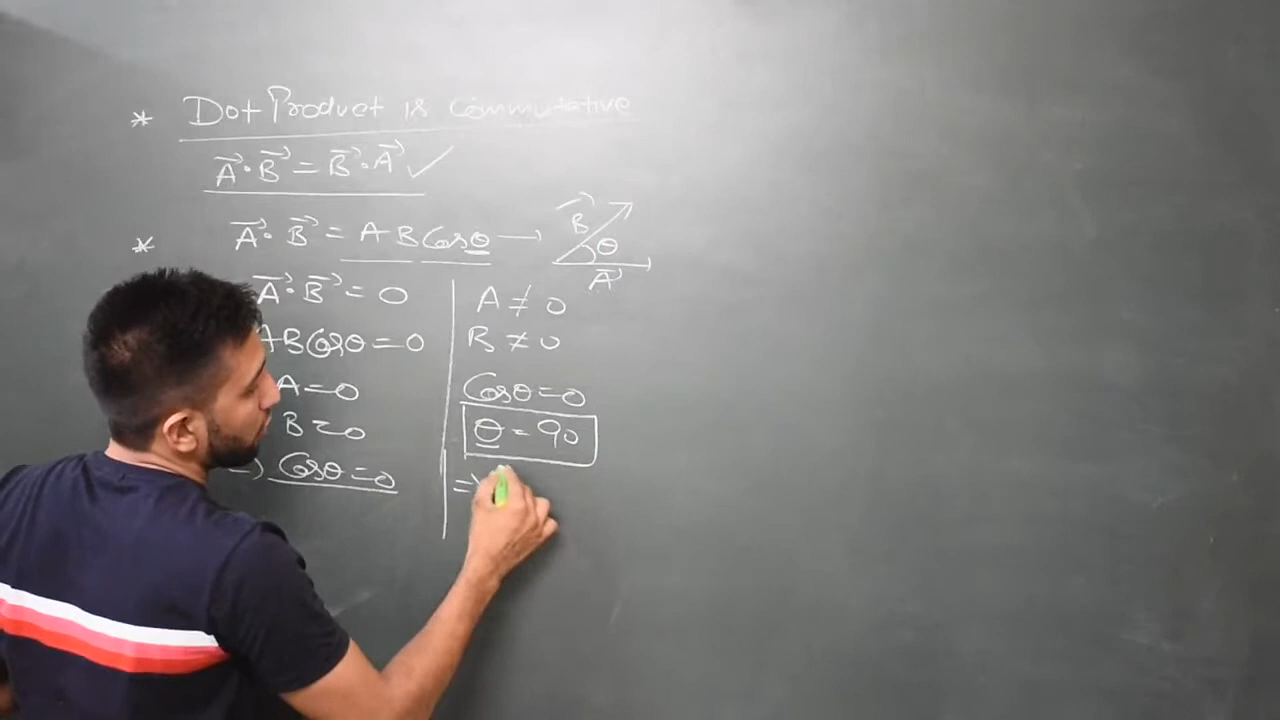 * Dot Product is Commutative
A⃗·B⃗ = B⃗·A⃗ ✓
* A⃗·B⃗ = AB Cosθ →
B⃗
θ
A⃗
A⃗·B⃗ = 0
AB Cosθ = 0
A = 0
B = 0
→ Cosθ = 0
A ≠ 0
B ≠ 0
Cosθ = 0
θ = 90
=>